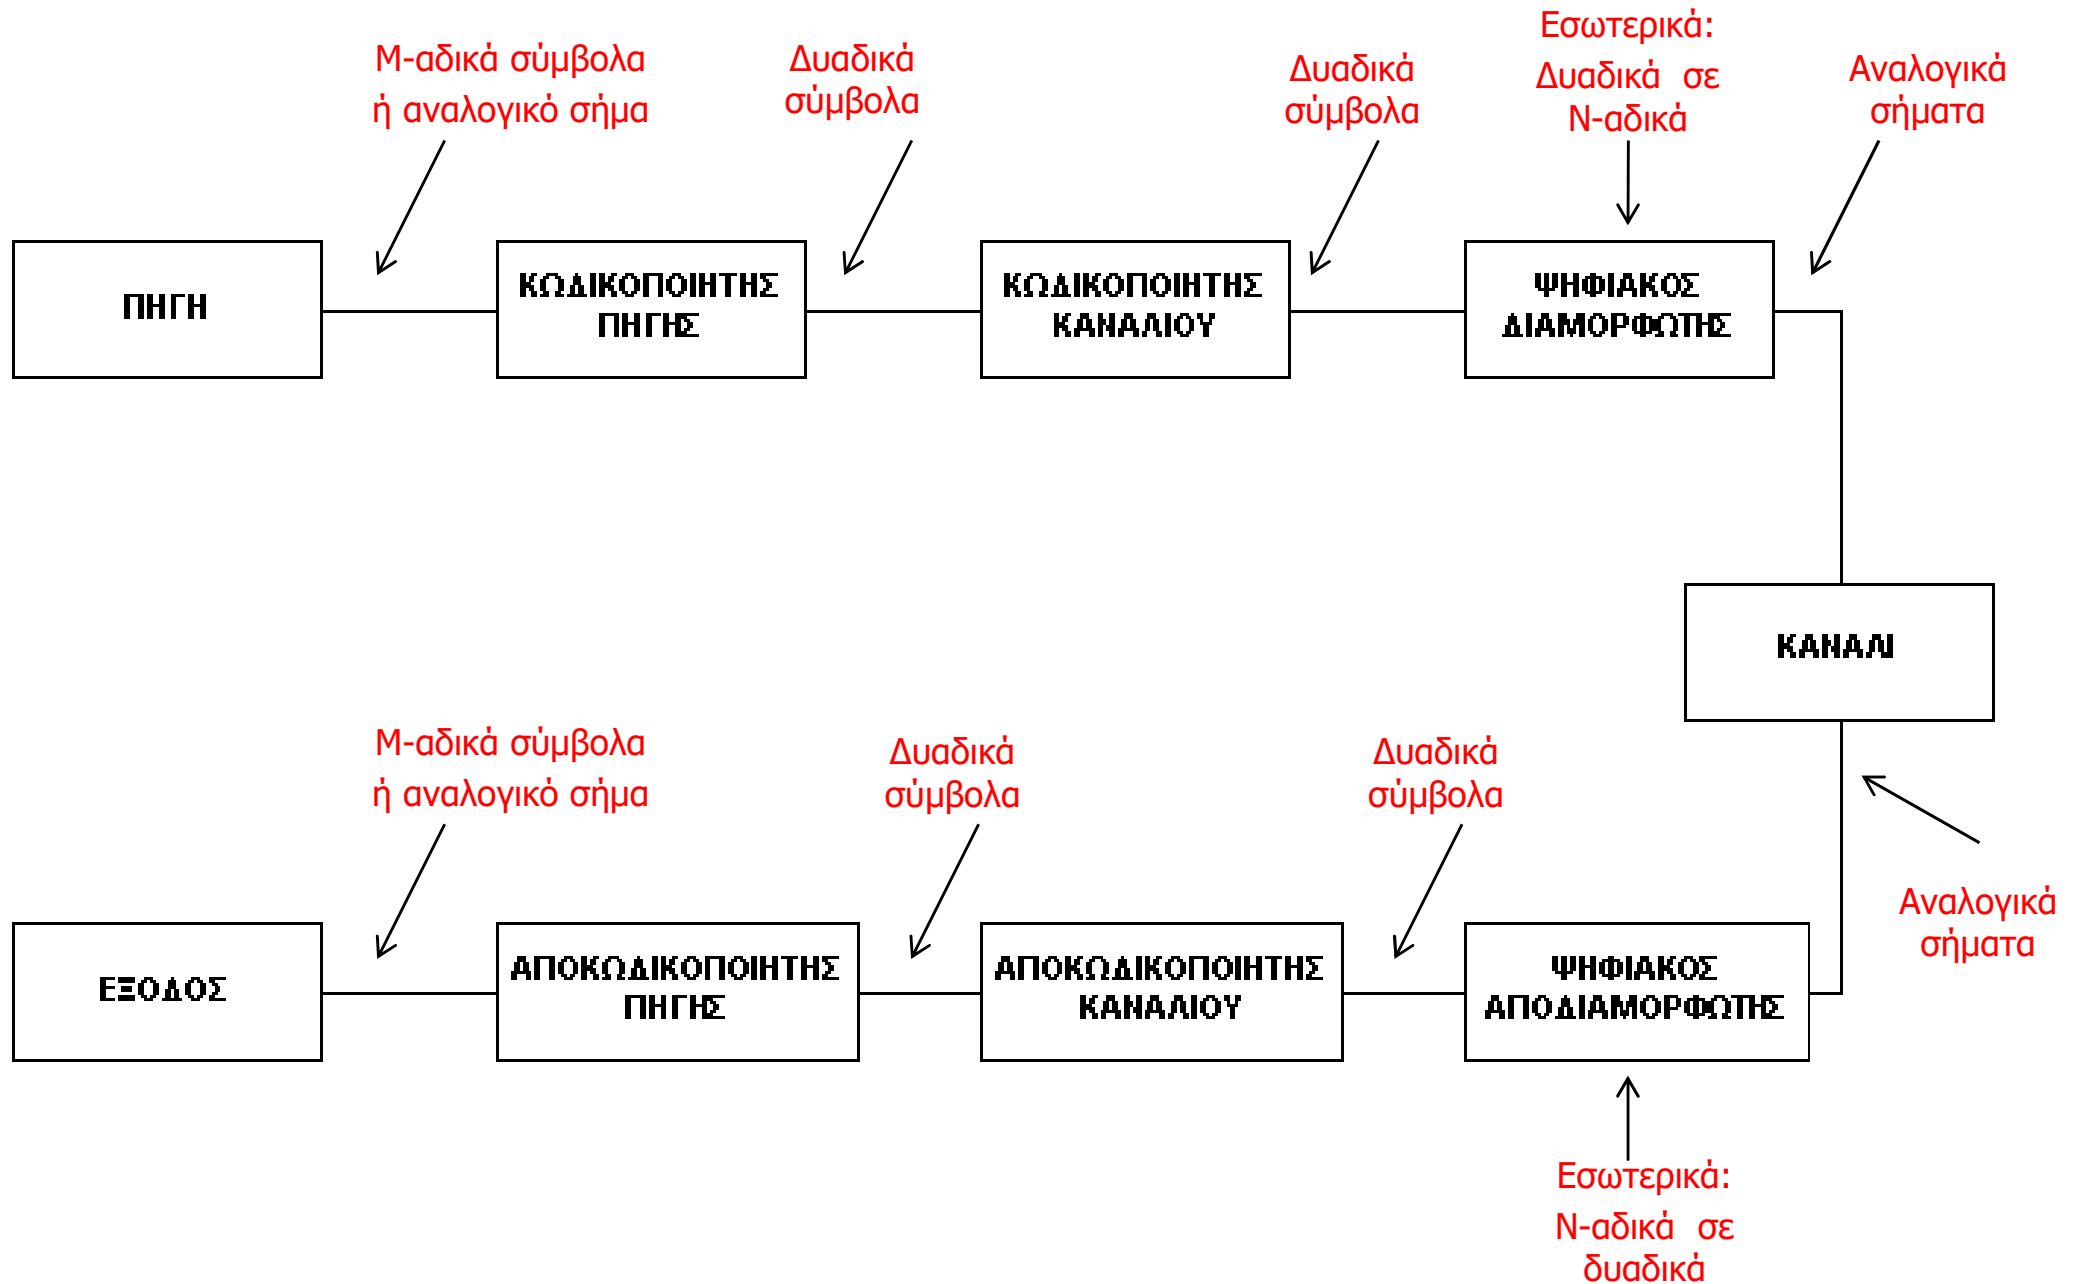 Μ-αδικά σύμβολα
ή αναλογικό σήμα
Δυαδικά
σύμβολα
Δυαδικά
σύμβολα
Εσωτερικά:
Δυαδικά σε
Ν-αδικά
Αναλογικά
σήματα
ΠΗΓΗ
ΚΩΔΙΚΟΠΟΙΗΤΗΣ
ΠΗΓΗΣ
ΚΩΔΙΚΟΠΟΙΗΤΗΣ
ΚΑΝΑΛΙΟΥ
ΨΗΦΙΑΚΟΣ
ΔΙΑΜΟΡΦΩΤΗΣ
ΚΑΝΑΛΙ
Μ-αδικά σύμβολα
ή αναλογικό σήμα
Δυαδικά
σύμβολα
Δυαδικά
σύμβολα
Αναλογικά
σήματα
ΕΞΟΔΟΣ
ΑΠΟΚΩΔΙΚΟΠΟΙΗΤΗΣ
ΠΗΓΗΣ
ΑΠΟΚΩΔΙΚΟΠΟΙΗΤΗΣ
ΚΑΝΑΛΙΟΥ
ΨΗΦΙΑΚΟΣ
ΑΠΟΔΙΑΜΟΡΦΩΤΗΣ
Εσωτερικά:
Ν-αδικά σε
δυαδικά